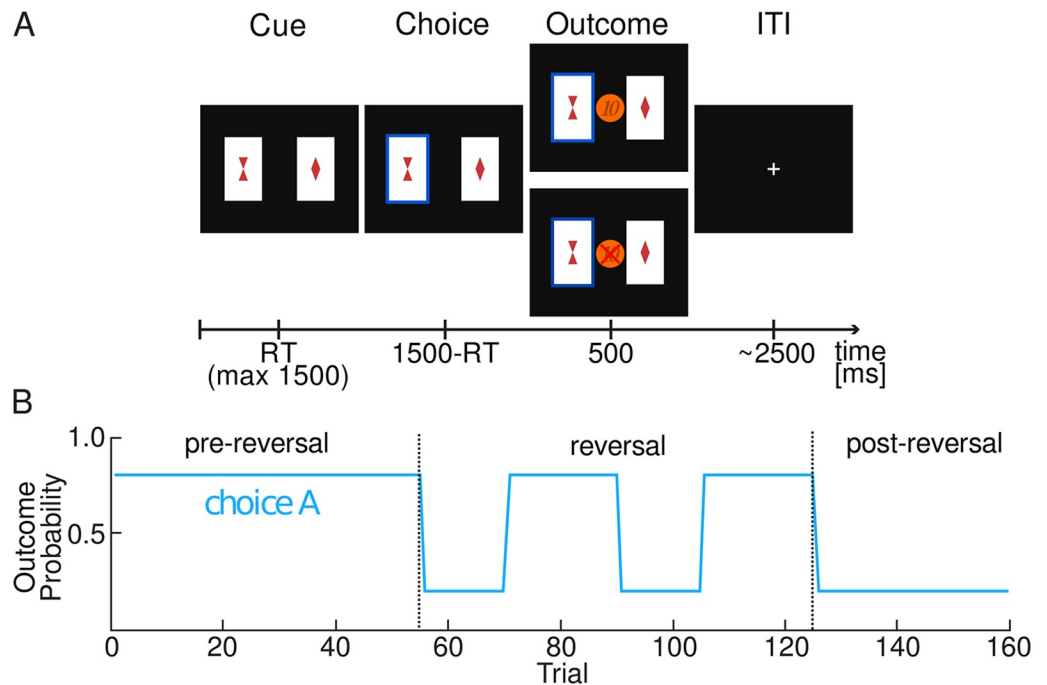 A
Cue
Choice
Outcome
ITI
10
10
RT
(max 1500)
1500-RT
500
~2500
time
[ms]
B
Outcome
Probability
1.0
0.5
pre-reversal
reversal
post-reversal
choice A
0
20
40
60
80
100
120
140
160
Trial